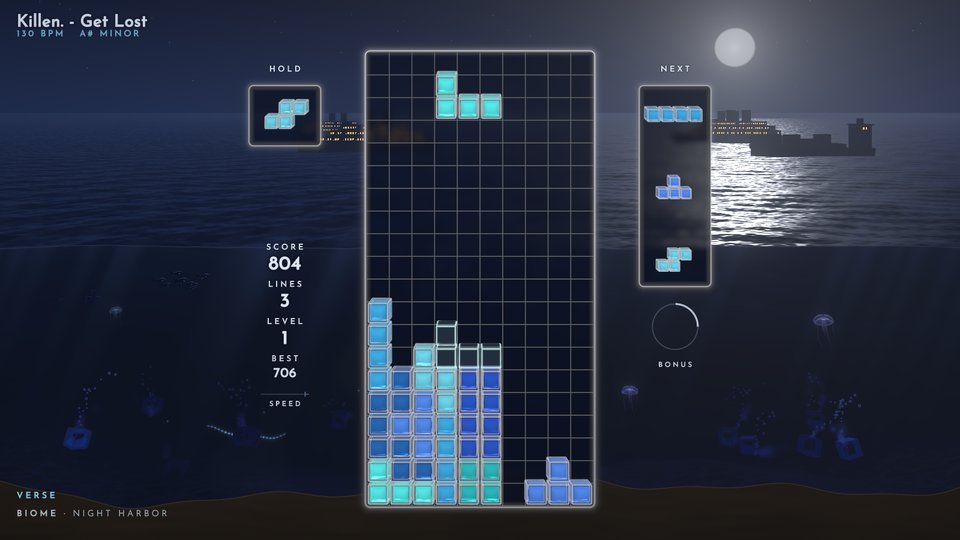 Killen. - Get Lost
130 BPM A# MINOR
HOLD
NEXT
SCORE
804
LINES
3
LEVEL
1
BEST
706
SPEED
BONUS
VERSE
BIOME · NIGHT HARBOR